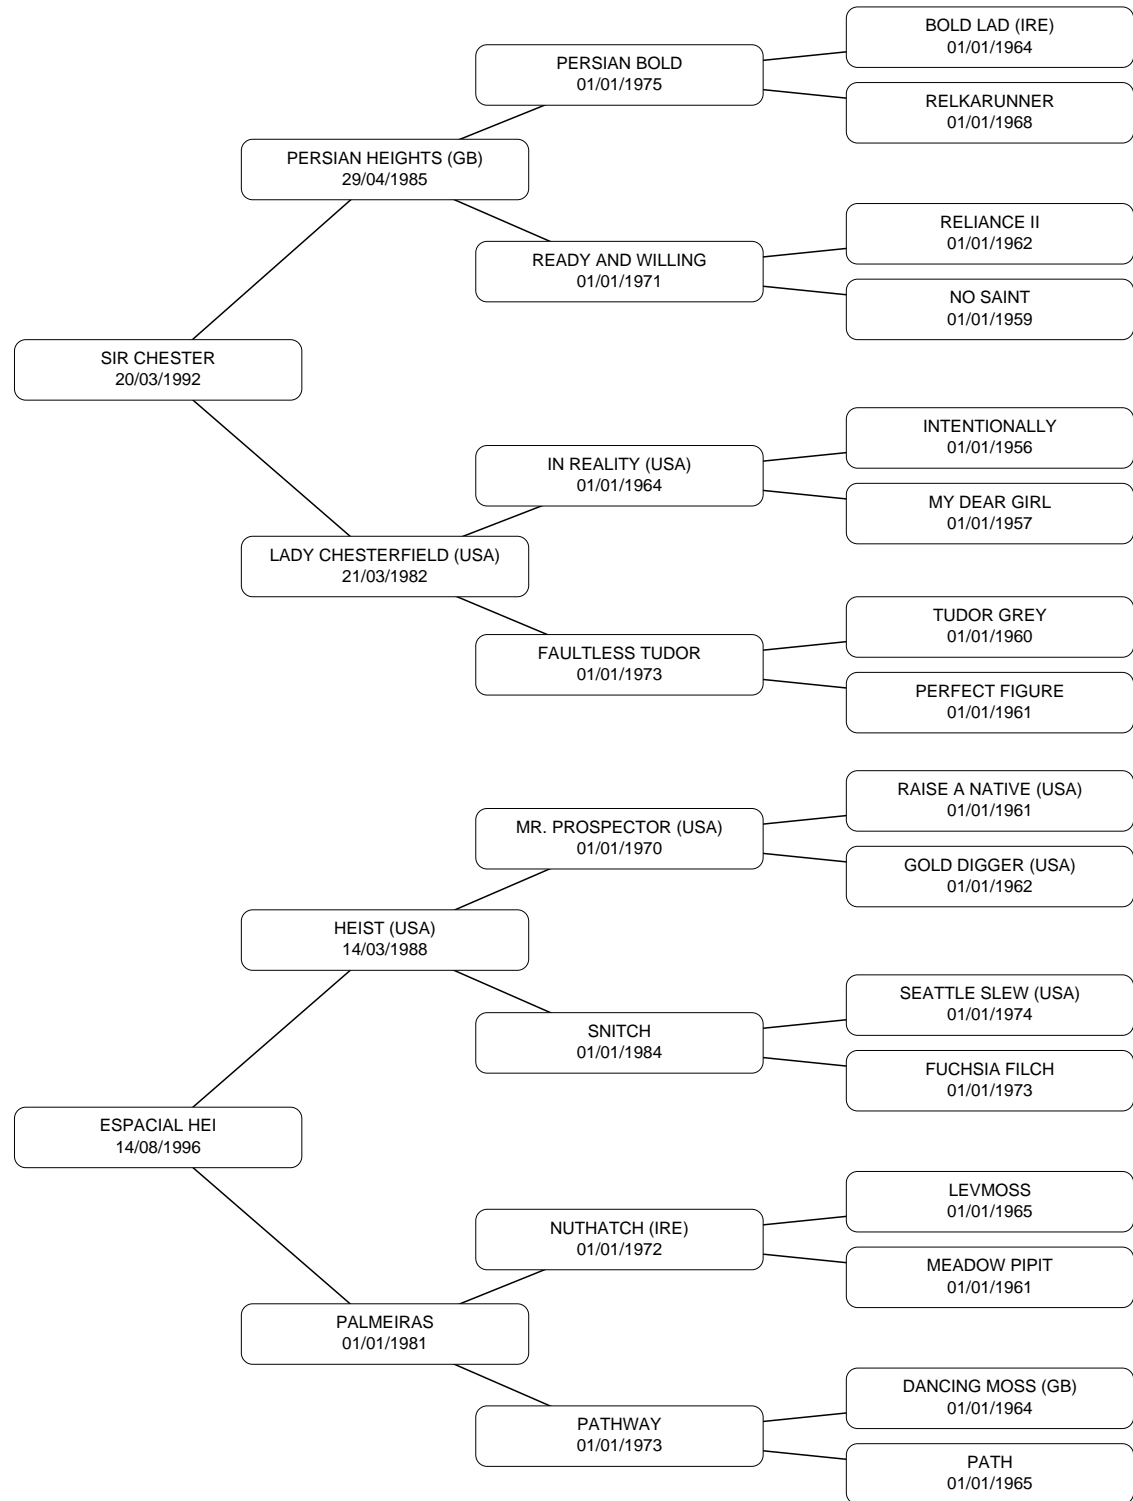 BOLD LAD (IRE)
01/01/1964
PERSIAN BOLD
01/01/1975
RELKARUNNER
01/01/1968
PERSIAN HEIGHTS (GB)
29/04/1985
RELIANCE II
01/01/1962
READY AND WILLING
01/01/1971
NO SAINT
01/01/1959
SIR CHESTER
20/03/1992
INTENTIONALLY
01/01/1956
IN REALITY (USA)
01/01/1964
MY DEAR GIRL
01/01/1957
LADY CHESTERFIELD (USA)
21/03/1982
TUDOR GREY
01/01/1960
FAULTLESS TUDOR
01/01/1973
PERFECT FIGURE
01/01/1961
RAISE A NATIVE (USA)
01/01/1961
MR. PROSPECTOR (USA)
01/01/1970
GOLD DIGGER (USA)
01/01/1962
HEIST (USA)
14/03/1988
SEATTLE SLEW (USA)
01/01/1974
SNITCH
01/01/1984
FUCHSIA FILCH
01/01/1973
ESPACIAL HEI
14/08/1996
LEVMOSS
01/01/1965
NUTHATCH (IRE)
01/01/1972
MEADOW PIPIT
01/01/1961
PALMEIRAS
01/01/1981
DANCING MOSS (GB)
01/01/1964
PATHWAY
01/01/1973
PATH
01/01/1965